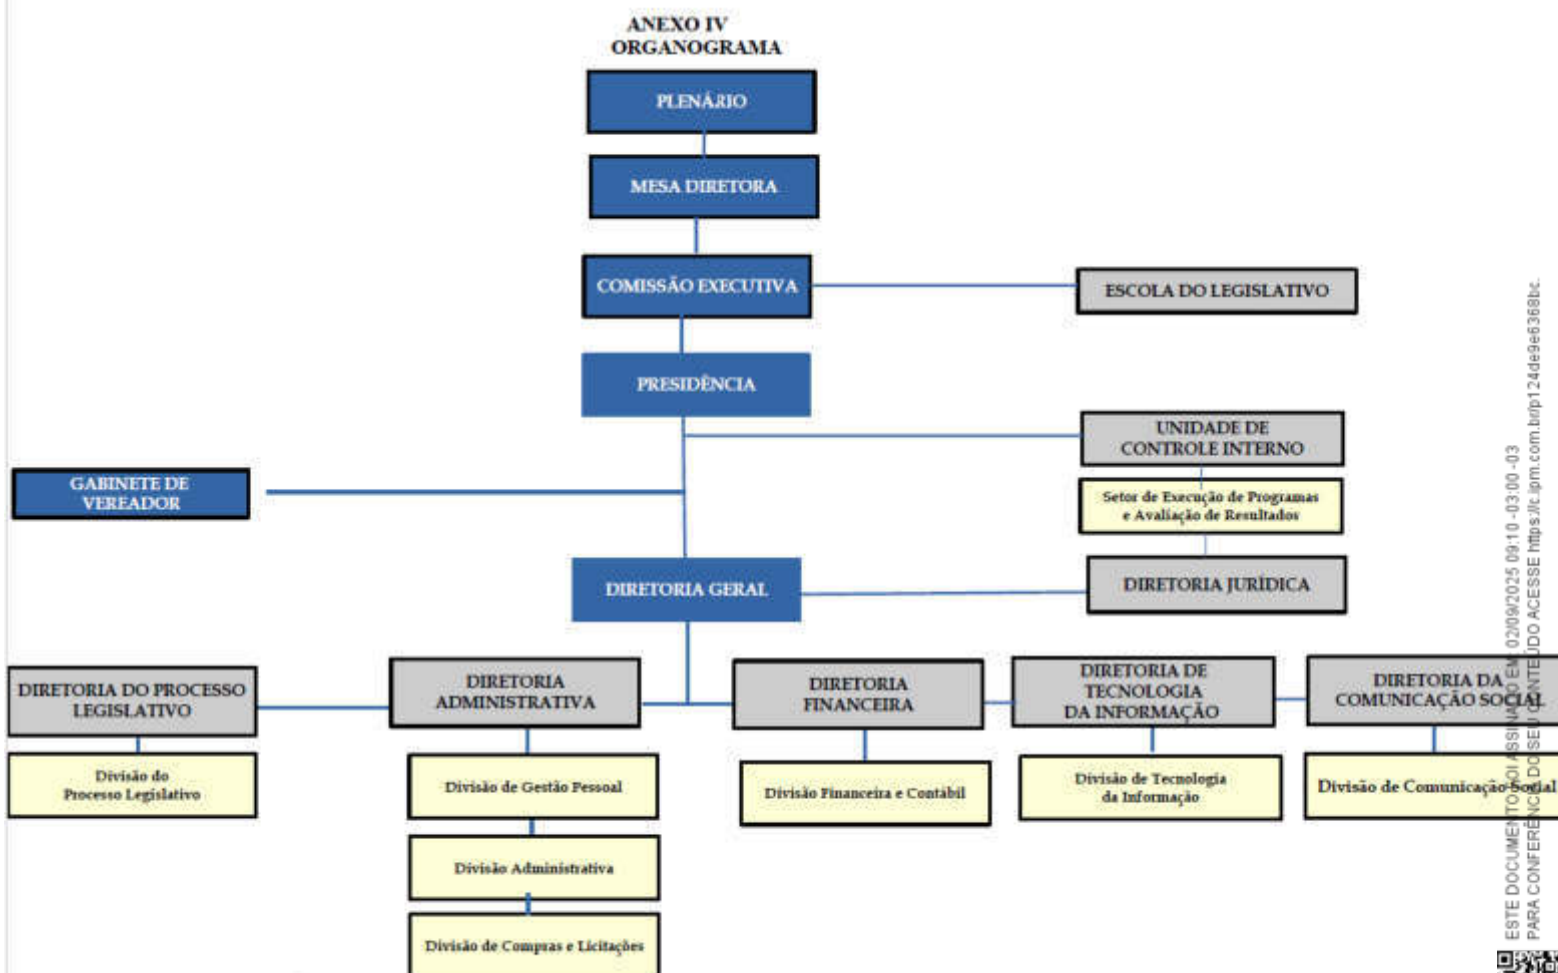 ANEXO IV
ORGANOGRAMA
PLENÁRIO
MESA DIRETORA
COMISSÃO EXECUTIVA
ESCOLA DO LEGISLATIVO
PRESIDÊNCIA
UNIDADE DE
CONTROLE INTERNO
GABINETE DE
VEREADOR
Setor de Execução de Programas
e Avaliação de Resultados
DIRETORIA GERAL
DIRETORIA JURÍDICA
DIRETORIA DO PROCESSO
LEGISLATIVO
DIRETORIA
ADMINISTRATIVA
DIRETORIA
FINANCEIRA
DIRETORIA DE
TECNOLOGIA
DA INFORMAÇÃO
DIRETORIA DA
COMUNICAÇÃO SOCIAL
Divisão do
Processo Legislativo
Divisão de Gestão Pessoal
Divisão Financeira e Contábil
Divisão de Tecnologia
da Informação
Divisão de Comunicação Social
Divisão Administrativa
Divisão de Compras e Licitações
ESTE DOCUMENTO FOI ASSINADO EM: 02/09/2025 09:10 -03:00 -03
PARA CONFERÊNCIA DO SEU CONTEÚDO ACESSE https://c.ipm.com.br/p124de9e6368bc.